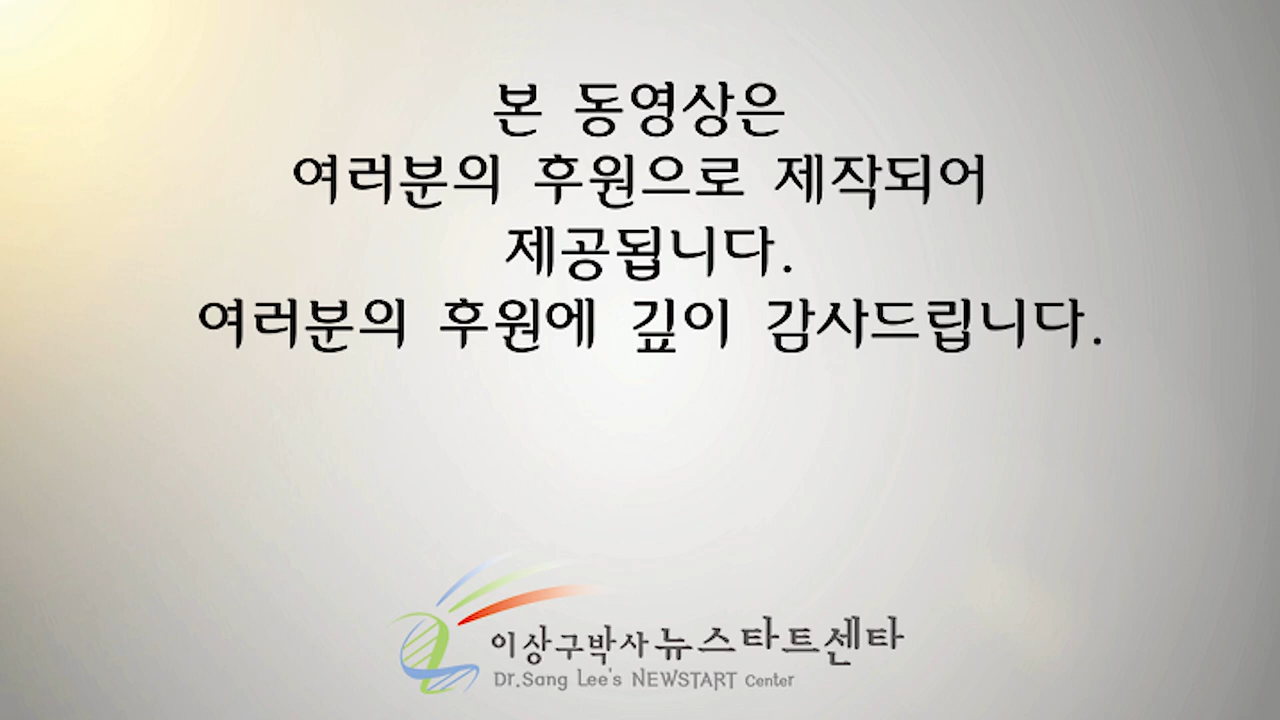 본 동영상은
여러분의 후원으로 제작되어
제공됩니다.
여러분의 후원에 깊이 감사드립니다.
이상구박사 뉴스타트센타
Dr.Sang Lee's NEWSTART Center